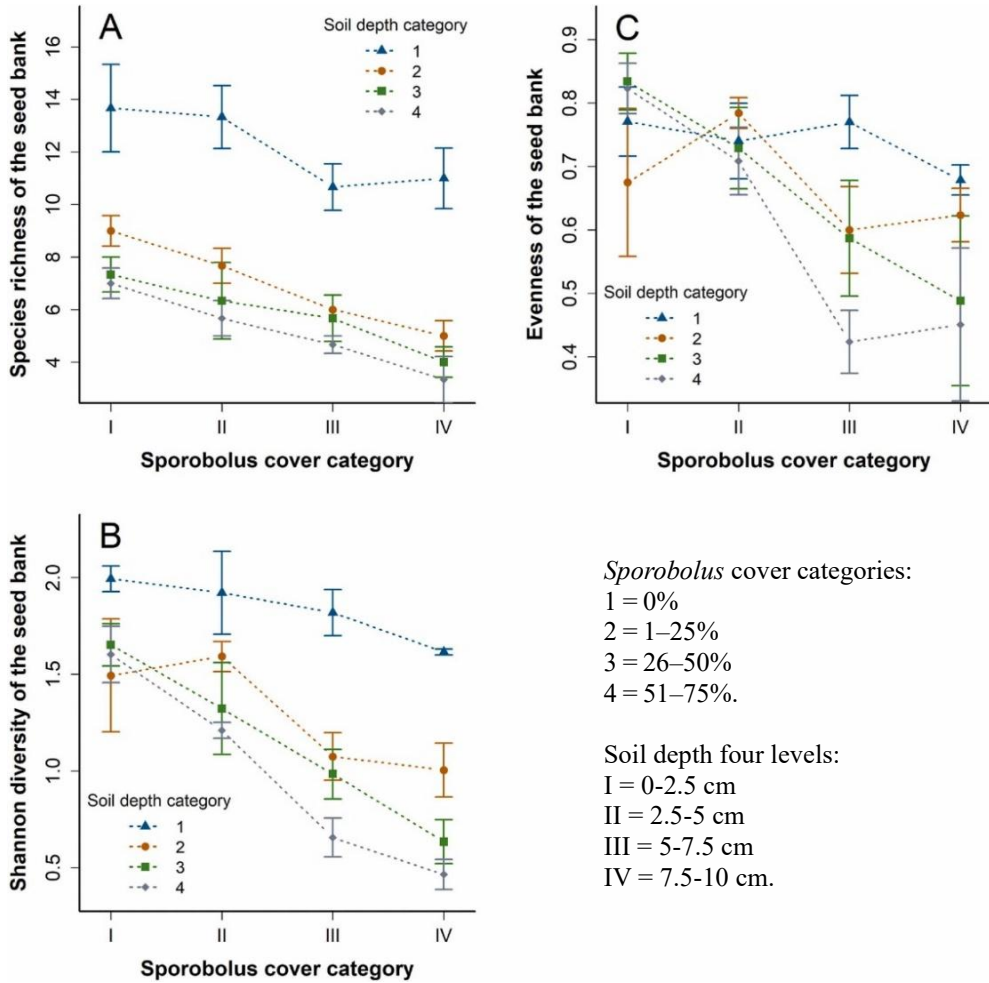 A
Soil depth category
1
2
3
4
Species richness of the seed bank
16
14
12
10
8
6
4
I II III IV
Sporobolus cover category
C
Evenness of the seed bank
0.9
0.8
0.7
0.6
0.5
0.4
Soil depth category
1
2
3
4
I II III IV
Sporobolus cover category
B
Shannon diversity of the seed bank
2.0
1.5
1.0
0.5
Soil depth category
1
2
3
4
I II III IV
Sporobolus cover category
Sporobolus cover categories:
1 = 0%
2 = 1–25%
3 = 26–50%
4 = 51–75%.
Soil depth four levels:
I = 0-2.5 cm
II = 2.5-5 cm
III = 5-7.5 cm
IV = 7.5-10 cm.